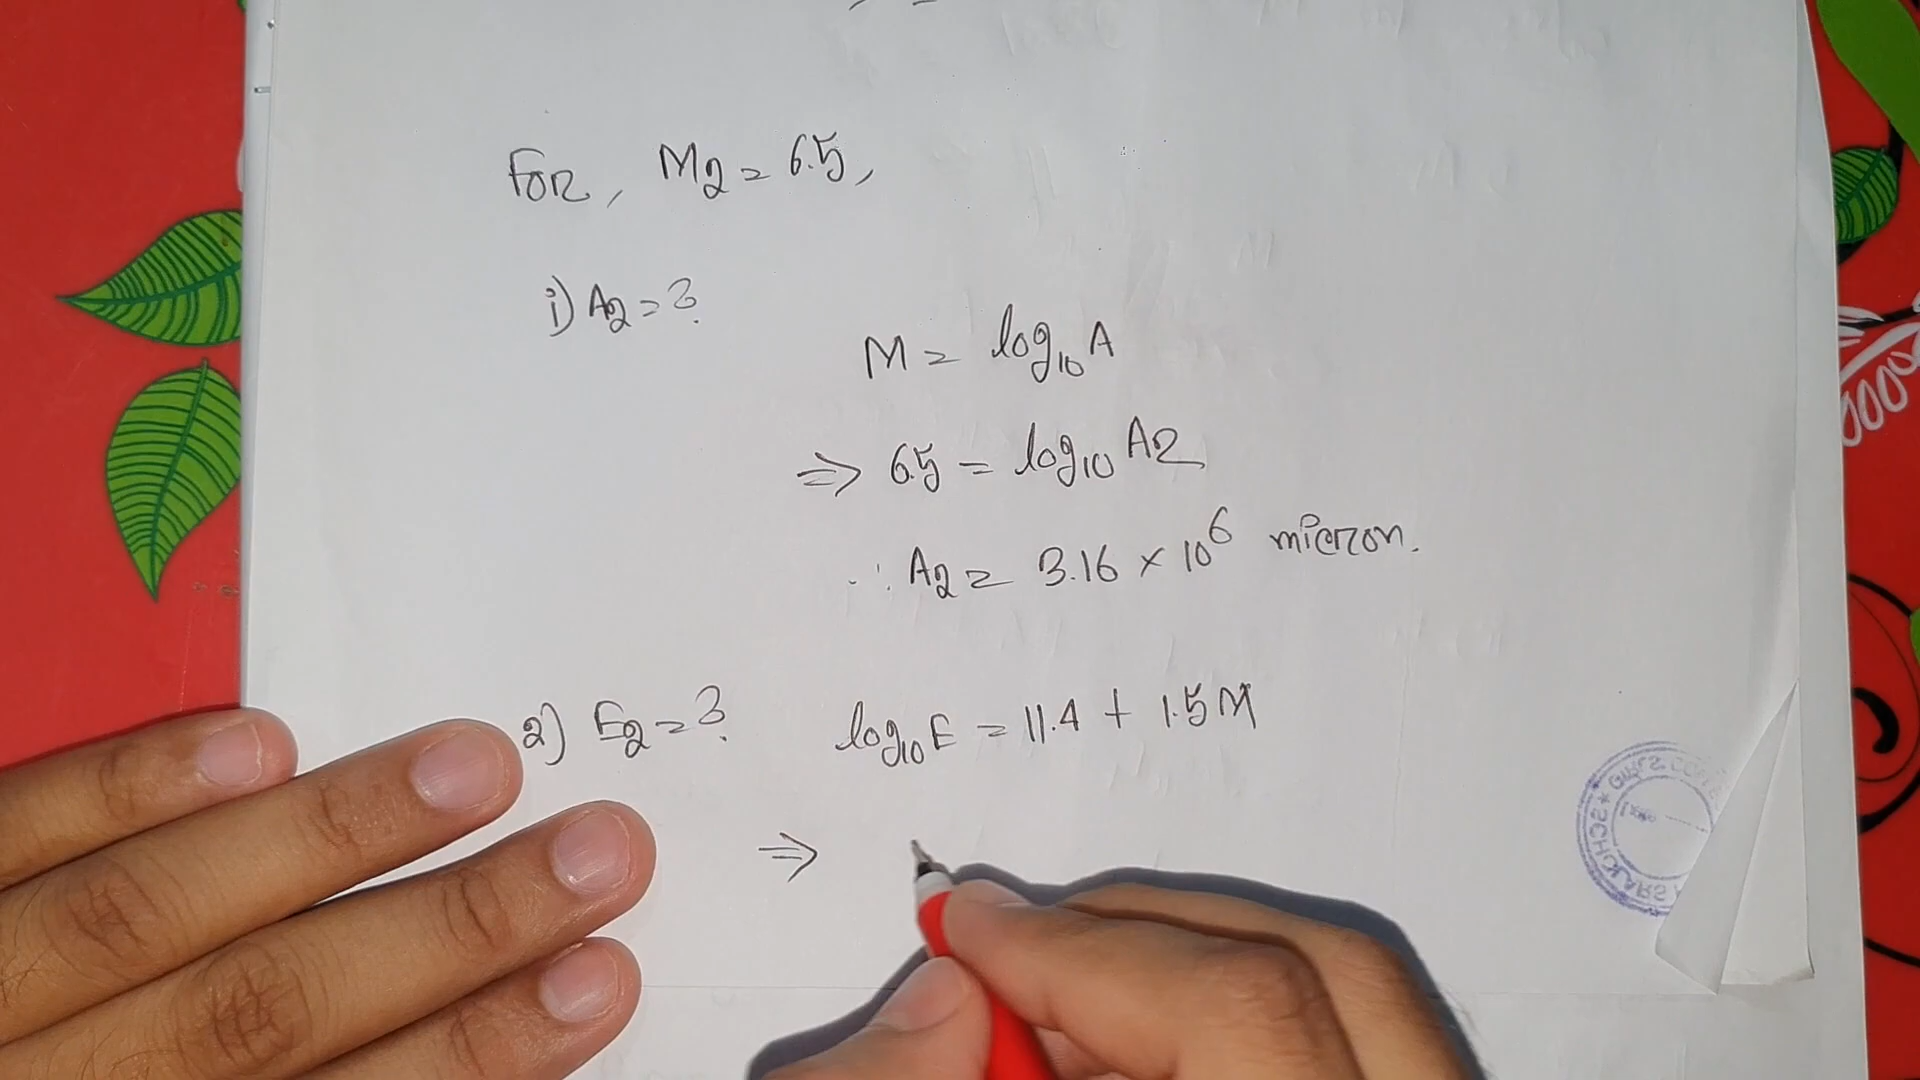 For, M2 = 6.5,
i) A2 = ?
M = log10 A
⇒ 6.5 = log10 A2
∴ A2 = 3.16 × 10^6 micron.
2) E2 = ?
log10 E = 11.4 + 1.5M
⇒